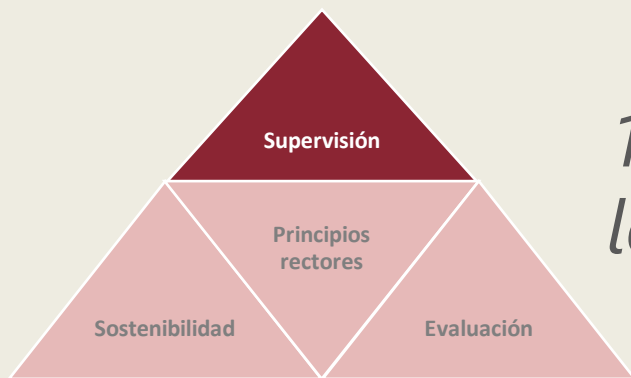 Supervisión
Principios
rectores
Sostenibilidad
Evaluación